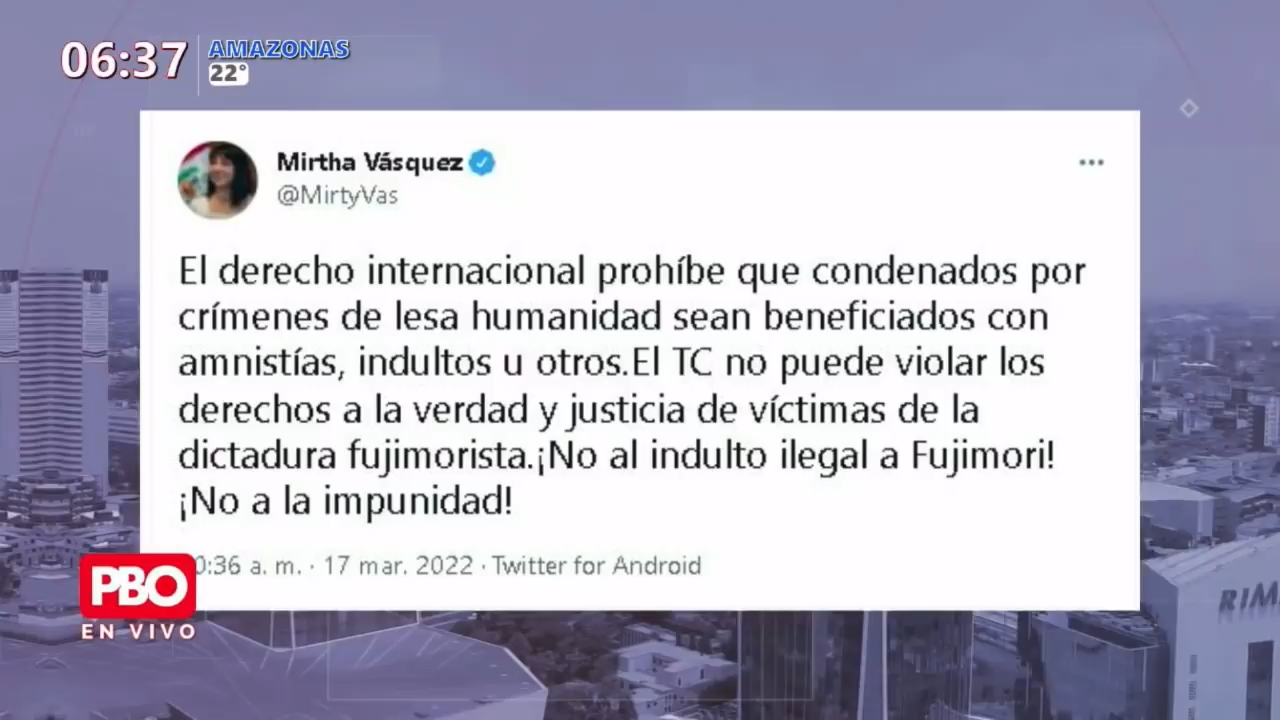 06:37
AMAZONAS
22°
Mirtha Vásquez
@MirtyVas
El derecho internacional prohíbe que condenados por
crímenes de lesa humanidad sean beneficiados con
amnistías, indultos u otros.El TC no puede violar los
derechos a la verdad y justicia de víctimas de la
dictadura fujimorista.¡No al indulto ilegal a Fujimori!
¡No a la impunidad!
0:36 a. m. · 17 mar. 2022 · Twitter for Android
PBO
EN VIVO
RIM